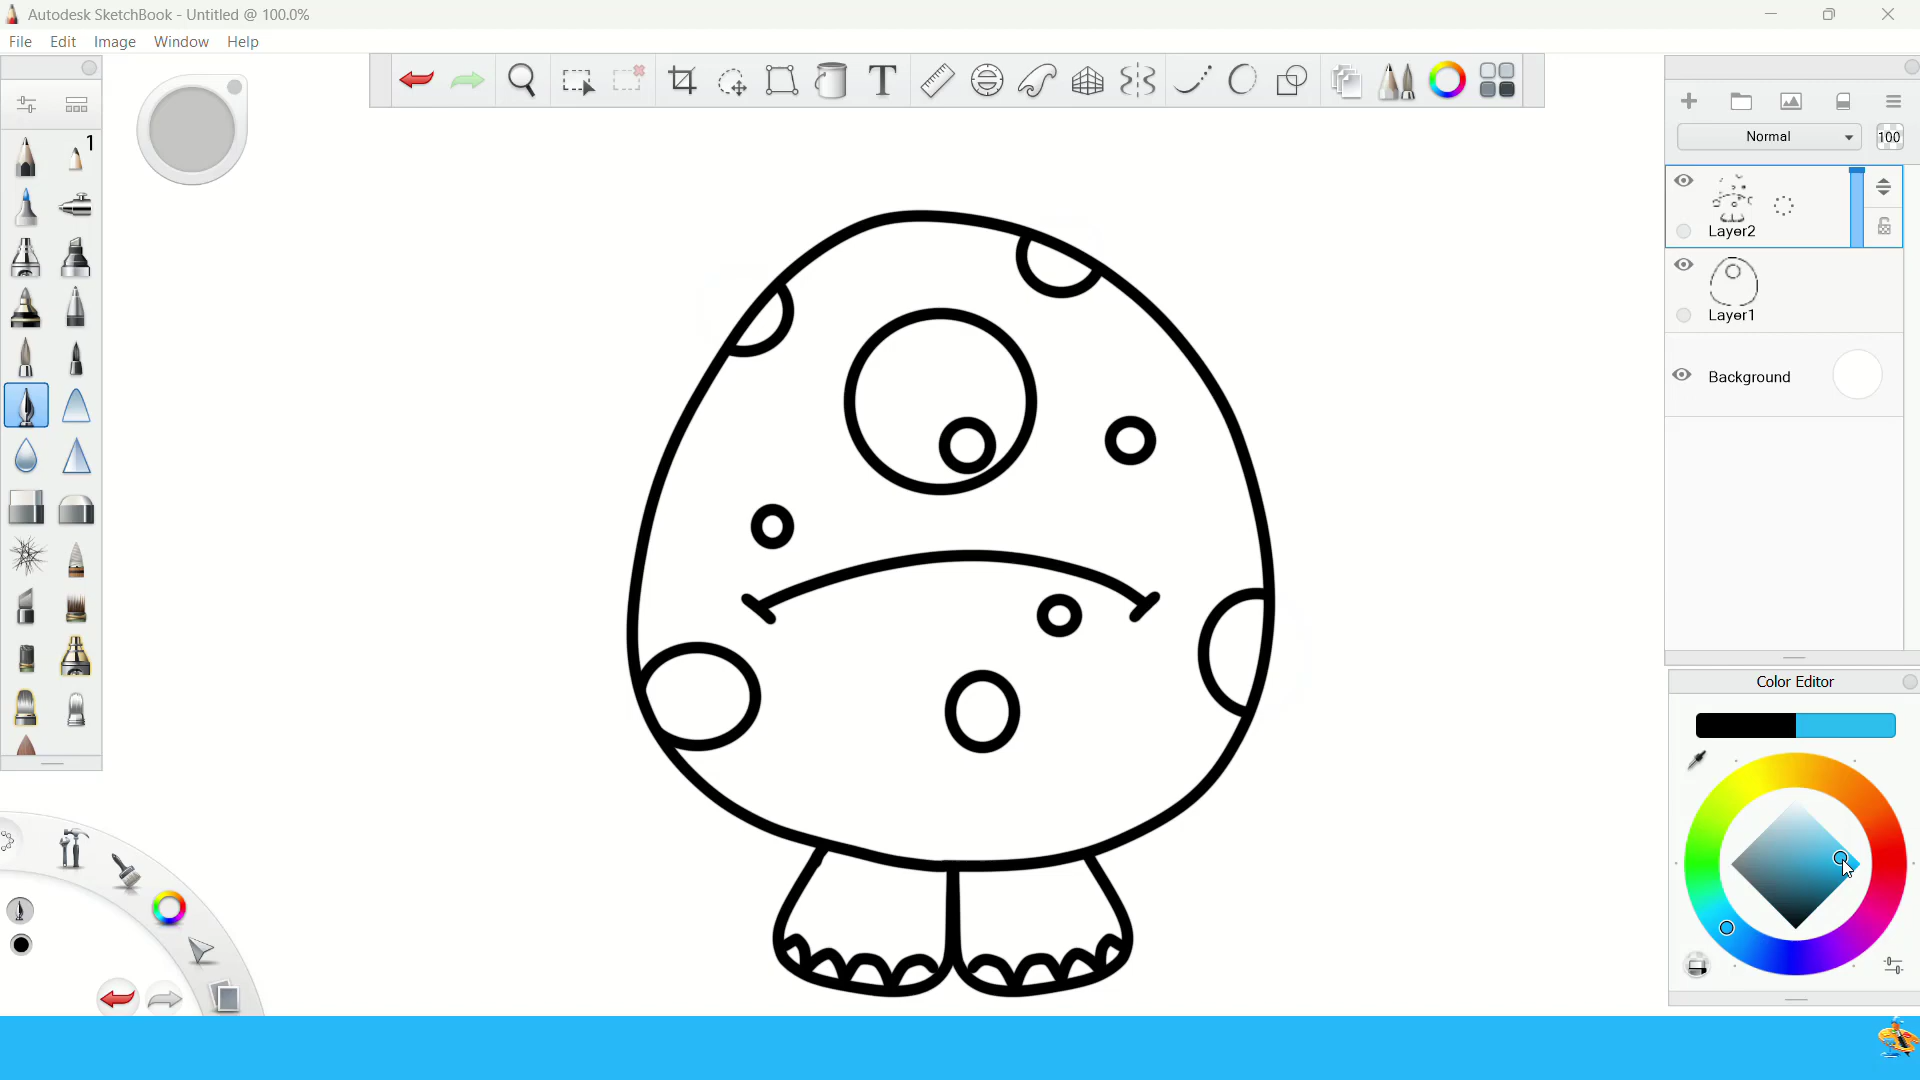 Autodesk SketchBook - Untitled @ 100.0%
File Edit Image Window Help
T
1
Normal 100
Layer2
Layer1
Background
Color Editor